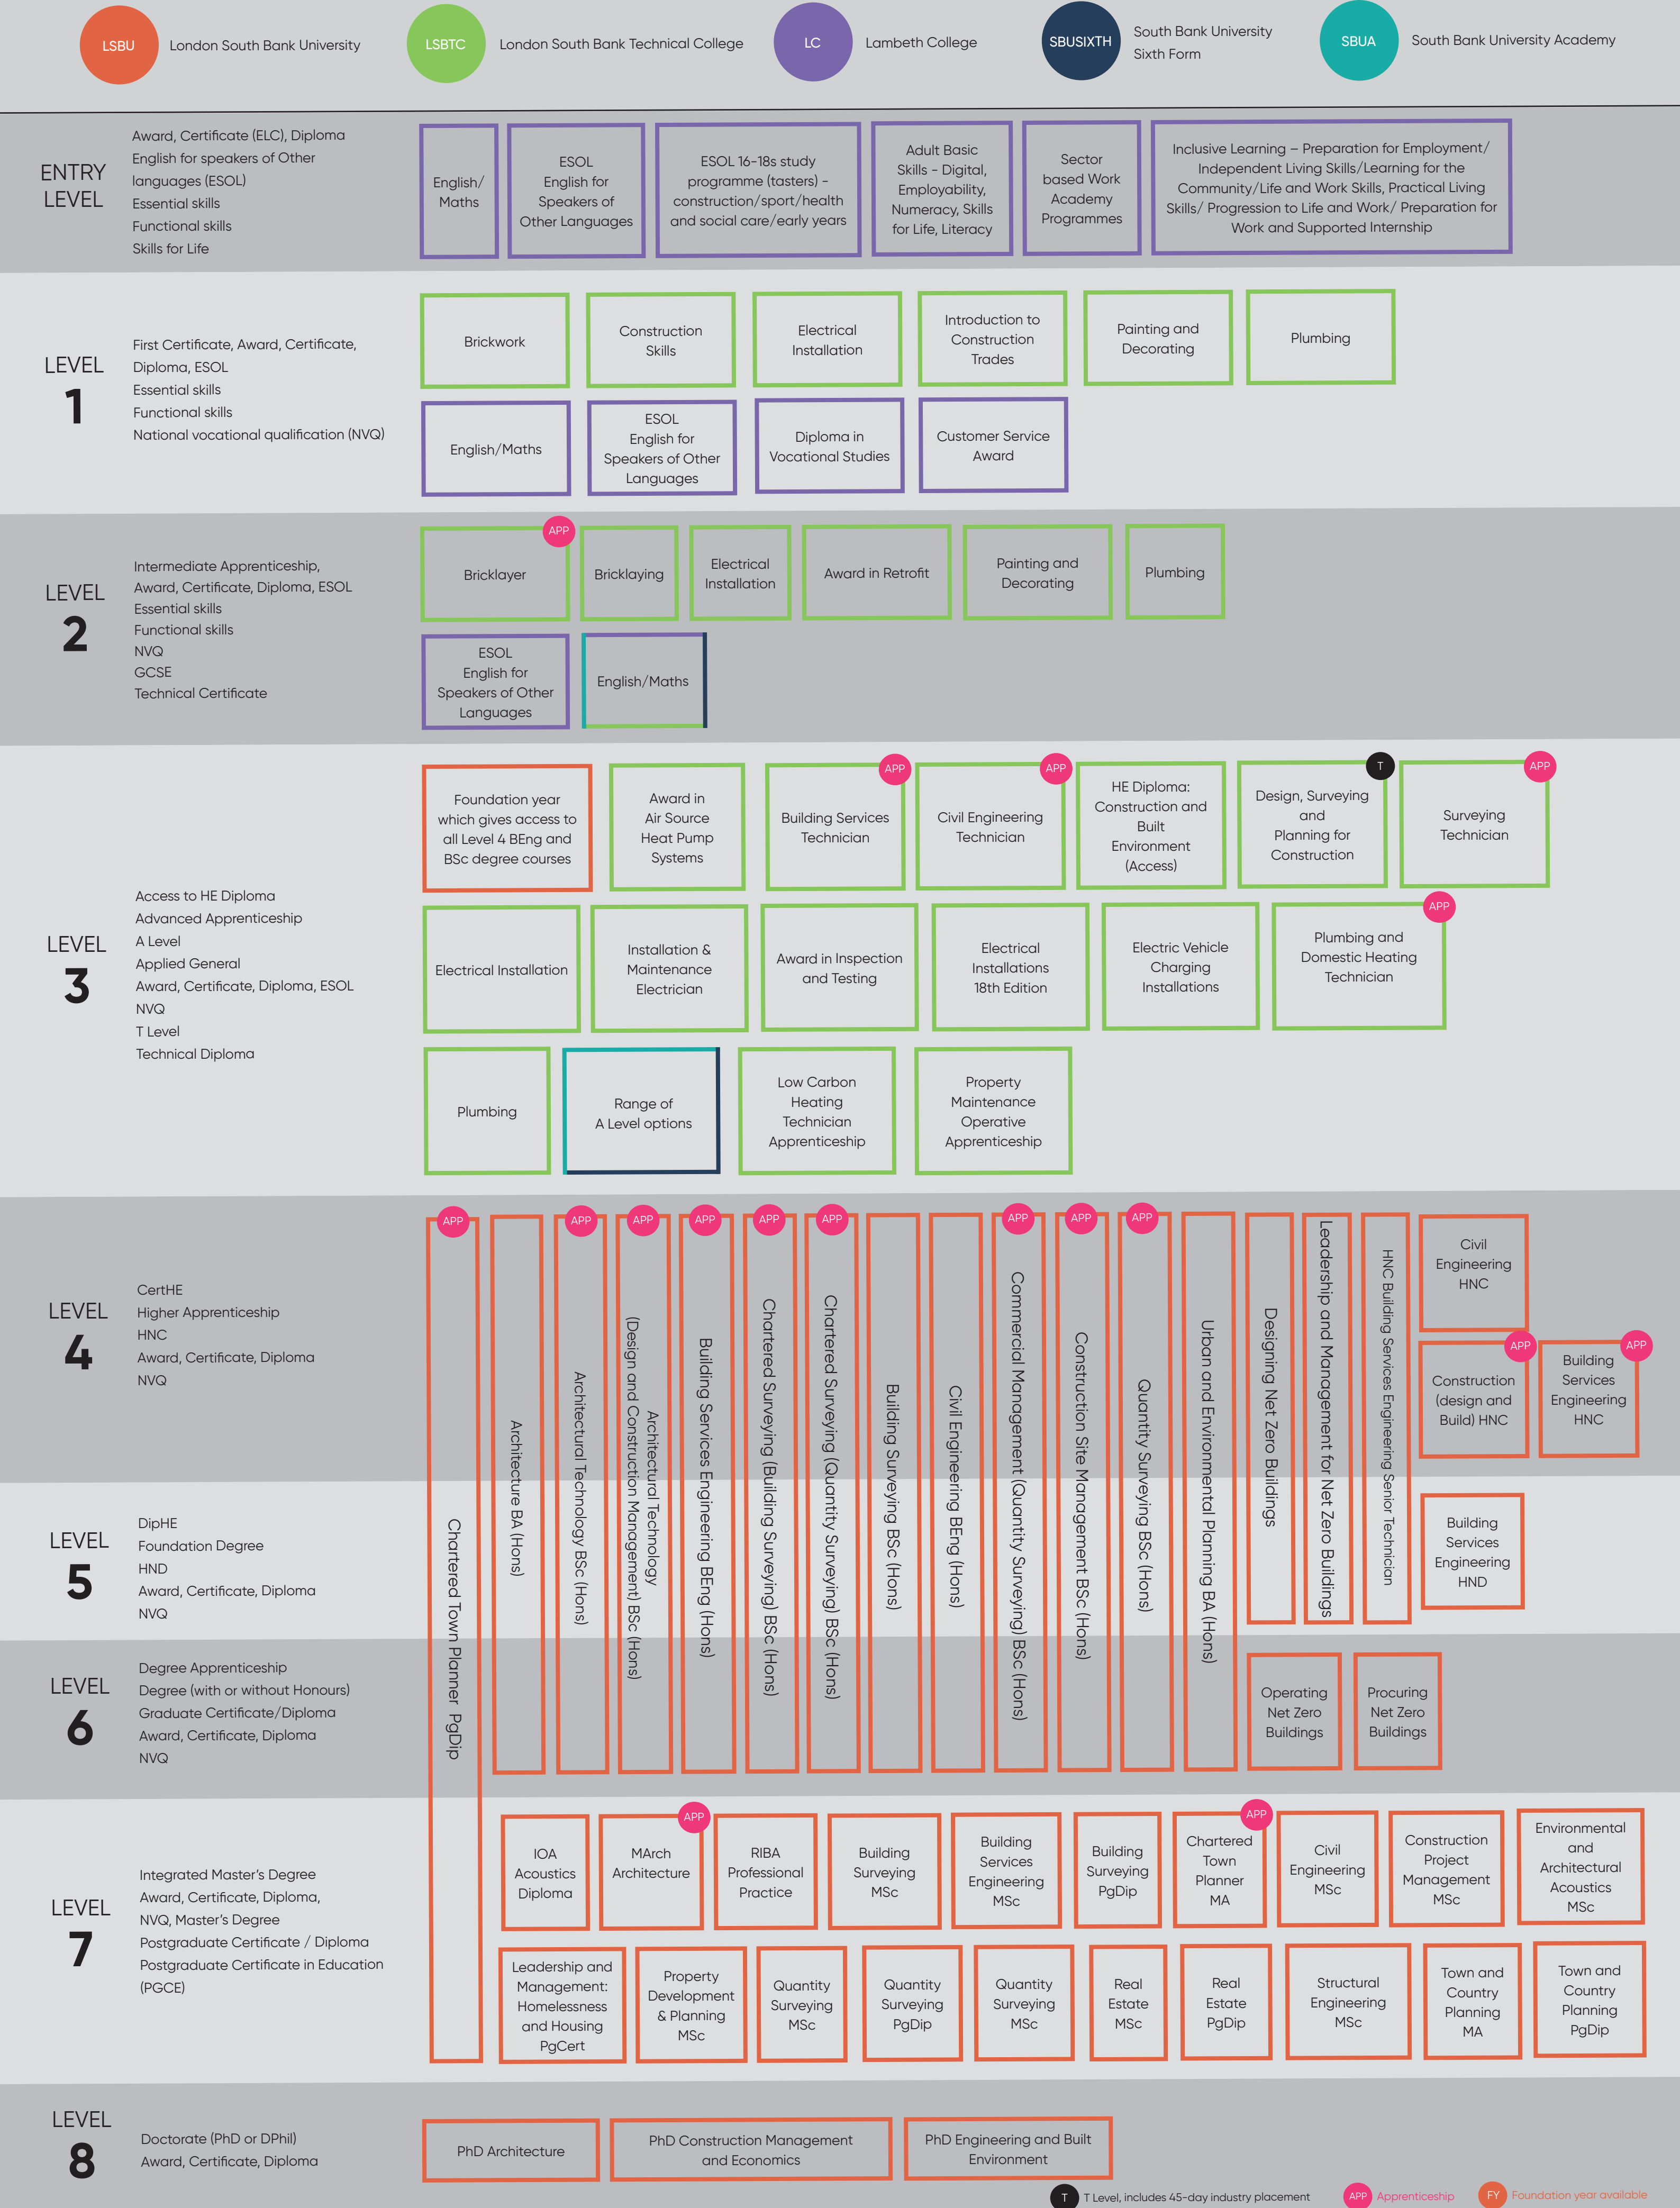 LSBU
London South Bank University
LSBTC
London South Bank Technical College
LC
Lambeth College
SBUSIXTH
South Bank University
Sixth Form
SBUA
South Bank University Academy
ENTRY
LEVEL
Award, Certificate (ELC), Diploma
English for speakers of Other
languages (ESOL)
Essential skills
Functional skills
Skills for Life
English/
Maths
ESOL
English for
Speakers of
Other Languages
ESOL 16-18s study
programme (tasters) -
construction/sport/health
and social care/early years
Adult Basic
Skills - Digital,
Employability,
Numeracy, Skills
for Life, Literacy
Sector
based Work
Academy
Programmes
Inclusive Learning – Preparation for Employment/
Independent Living Skills/Learning for the
Community/Life and Work Skills, Practical Living
Skills/ Progression to Life and Work/ Preparation for
Work and Supported Internship
LEVEL
1
First Certificate, Award, Certificate,
Diploma, ESOL
Essential skills
Functional skills
National vocational qualification (NVQ)
Brickwork
Construction
Skills
Electrical
Installation
Introduction to
Construction
Trades
Painting and
Decorating
Plumbing
English/Maths
ESOL
English for
Speakers of Other
Languages
Diploma in
Vocational Studies
Customer Service
Award
LEVEL
2
Intermediate Apprenticeship,
Award, Certificate, Diploma, ESOL
Essential skills
Functional skills
NVQ
GCSE
Technical Certificate
APP
Bricklayer
Bricklaying
Electrical
Installation
Award in Retrofit
Painting and
Decorating
Plumbing
ESOL
English for
Speakers of Other
Languages
English/Maths
LEVEL
3
Access to HE Diploma
Advanced Apprenticeship
A Level
Applied General
Award, Certificate, Diploma, ESOL
NVQ
T Level
Technical Diploma
Foundation year
which gives access to
all Level 4 BEng and
BSc degree courses
Award in
Air Source
Heat Pump
Systems
APP
Building Services
Technician
APP
Civil Engineering
Technician
HE Diploma:
Construction and
Built
Environment
(Access)
T
Design, Surveying
and
Planning for
Construction
APP
Surveying
Technician
Electrical Installation
Installation &
Maintenance
Electrician
Award in Inspection
and Testing
Electrical
Installations
18th Edition
Electric Vehicle
Charging
Installations
APP
Plumbing and
Domestic Heating
Technician
Plumbing
Range of
A Level options
Low Carbon
Heating
Technician
Apprenticeship
Property
Maintenance
Operative
Apprenticeship
LEVEL
4
CertHE
Higher Apprenticeship
HNC
Award, Certificate, Diploma
NVQ
APP
Chartered Town Planner PgDip
Architecture BA (Hons)
APP
Architectural Technology BSc (Hons)
APP
Architectural Technology
(Design and Construction Management) BSc (Hons)
APP
Building Services Engineering BEng (Hons)
APP
Chartered Surveying (Building Surveying) BSc (Hons)
APP
Chartered Surveying (Quantity Surveying) BSc (Hons)
Building Surveying BSc (Hons)
Civil Engineering BEng (Hons)
APP
Commercial Management (Quantity Surveying) BSc (Hons)
APP
Construction Site Management BSc (Hons)
APP
Quantity Surveying BSc (Hons)
Urban and Environmental Planning BA (Hons)
Designing Net Zero Buildings
Leadership and Management for Net Zero Buildings
HNC Building Services Engineering Senior Technician
Civil
Engineering
HNC
APP
Construction
(design and
Build) HNC
APP
Building
Services
Engineering
HNC
LEVEL
5
DipHE
Foundation Degree
HND
Award, Certificate, Diploma
NVQ
Building
Services
Engineering
HND
LEVEL
6
Degree Apprenticeship
Degree (with or without Honours)
Graduate Certificate/Diploma
Award, Certificate, Diploma
NVQ
Operating
Net Zero
Buildings
Procuring
Net Zero
Buildings
LEVEL
7
Integrated Master's Degree
Award, Certificate, Diploma,
NVQ, Master's Degree
Postgraduate Certificate / Diploma
Postgraduate Certificate in Education
(PGCE)
IOA
Acoustics
Diploma
APP
MArch
Architecture
RIBA
Professional
Practice
Building
Surveying
MSc
Building
Services
Engineering
MSc
Building
Surveying
PgDip
APP
Chartered
Town
Planner
MA
Civil
Engineering
MSc
Construction
Project
Management
MSc
Environmental
and
Architectural
Acoustics
MSc
Leadership and
Management:
Homelessness
and Housing
PgCert
Property
Development
& Planning
MSc
Quantity
Surveying
MSc
Quantity
Surveying
PgDip
Quantity
Surveying
MSc
Real
Estate
MSc
Real
Estate
PgDip
Structural
Engineering
MSc
Town and
Country
Planning
MA
Town and
Country
Planning
PgDip
LEVEL
8
Doctorate (PhD or DPhil)
Award, Certificate, Diploma
PhD Architecture
PhD Construction Management
and Economics
PhD Engineering and Built
Environment
T
T Level, includes 45-day industry placement
APP
Apprenticeship
FY
Foundation year available